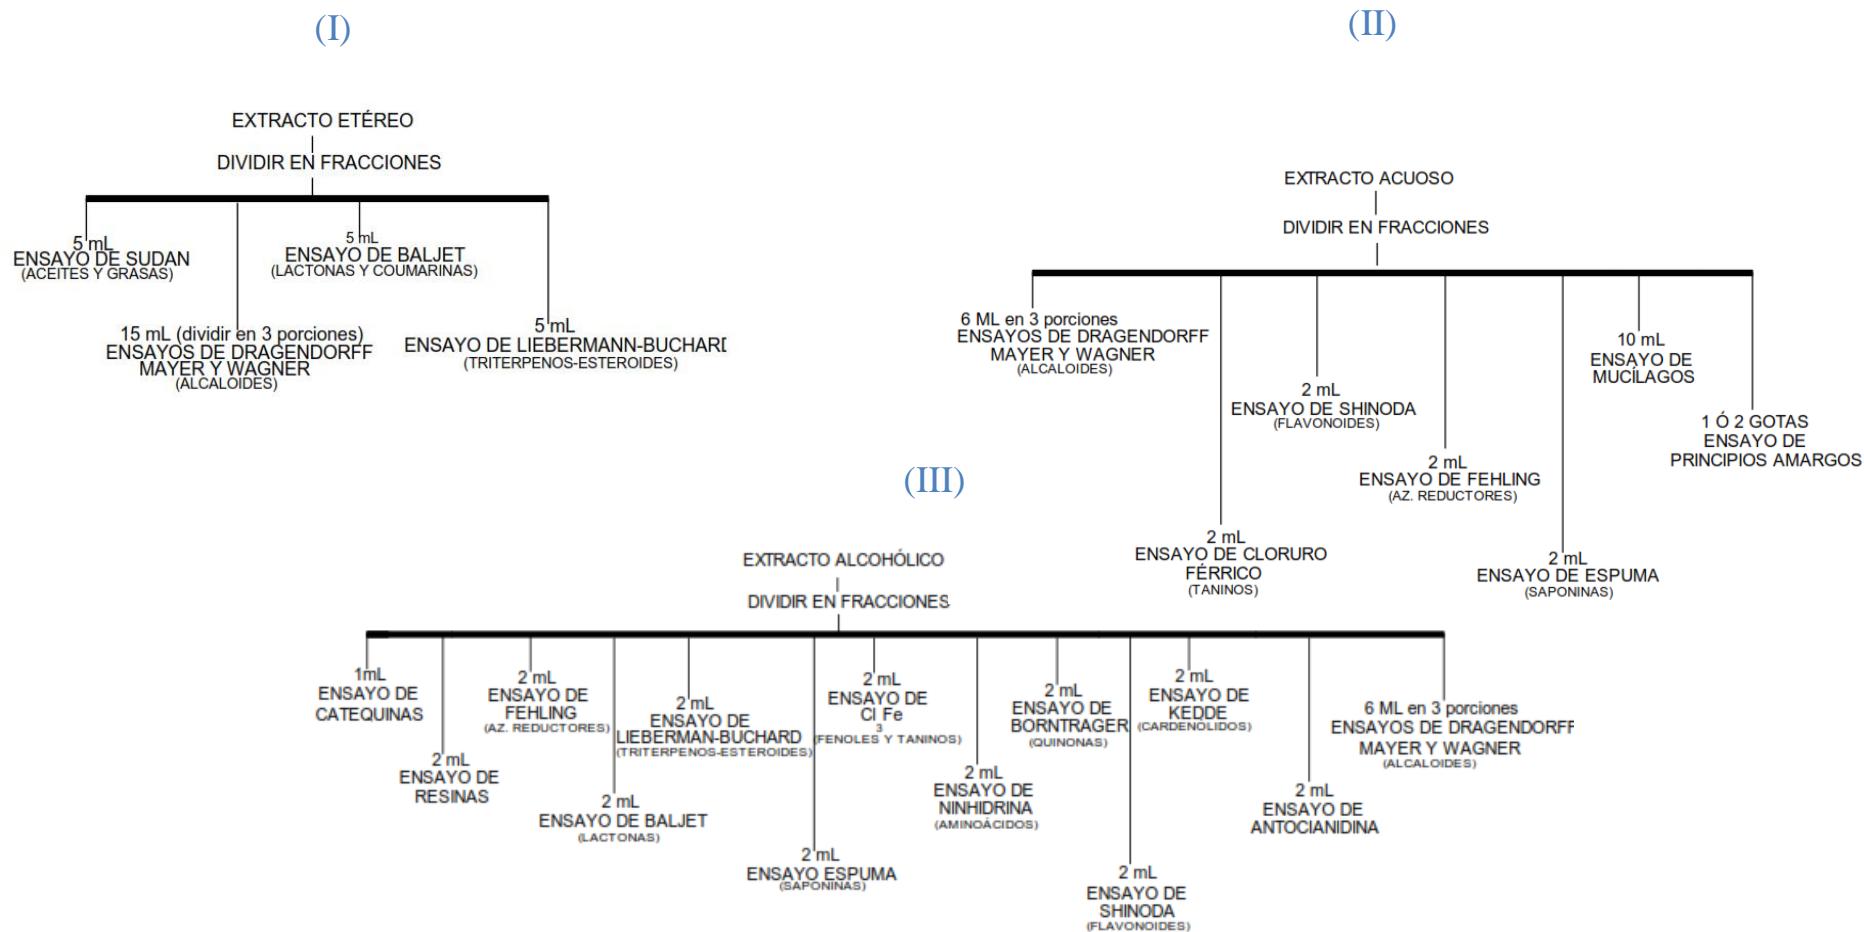 (I)
EXTRACTO ETÉREO
DIVIDIR EN FRACCIONES
5 mL
ENSAYO DE SUDAN
(ACEITES Y GRASAS)
15 mL (dividir en 3 porciones)
ENSAYOS DE DRAGENDORFF
MAYER Y WAGNER
(ALCALOIDES)
5 mL
ENSAYO DE BALJET
(LACTONAS Y COUMARINAS)
5 mL
ENSAYO DE LIEBERMANN-BUCHARD
(TRITERPENOS-ESTEROIDES)
(II)
EXTRACTO ACUOSO
DIVIDIR EN FRACCIONES
6 ML en 3 porciones
ENSAYOS DE DRAGENDORFF
MAYER Y WAGNER
(ALCALOIDES)
2 mL
ENSAYO DE CLORURO
FÉRRICO
(TANINOS)
2 mL
ENSAYO DE SHINODA
(FLAVONOIDES)
2 mL
ENSAYO DE FEHLING
(AZ. REDUCTORES)
2 mL
ENSAYO DE ESPUMA
(SAPONINAS)
10 mL
ENSAYO DE
MUCÍLAGOS
1 Ó 2 GOTAS
ENSAYO DE
PRINCIPIOS AMARGOS
(III)
EXTRACTO ALCOHÓLICO
DIVIDIR EN FRACCIONES
1mL
ENSAYO DE
CATEQUINAS
2 mL
ENSAYO DE
RESINAS
2 mL
ENSAYO DE
FEHLING
(AZ. REDUCTORES)
2 mL
ENSAYO DE BALJET
(LACTONAS)
2 mL
ENSAYO DE
LIEBERMAN-BUCHARD
(TRITERPENOS-ESTEROIDES)
2 mL
ENSAYO ESPUMA
(SAPONINAS)
2 mL
ENSAYO DE
Cl Fe
3
(FENOLES Y TANINOS)
2 mL
ENSAYO DE
NINHIDRINA
(AMINOÁCIDOS)
2 mL
ENSAYO DE
BORNTRAGER
(QUINONAS)
2 mL
ENSAYO DE
SHINODA
(FLAVONOIDES)
2 mL
ENSAYO DE
KEDDE
(CARDENÓLIDOS)
2 mL
ENSAYO DE
ANTOCIANIDINA
6 ML en 3 porciones
ENSAYOS DE DRAGENDORFF
MAYER Y WAGNER
(ALCALOIDES)